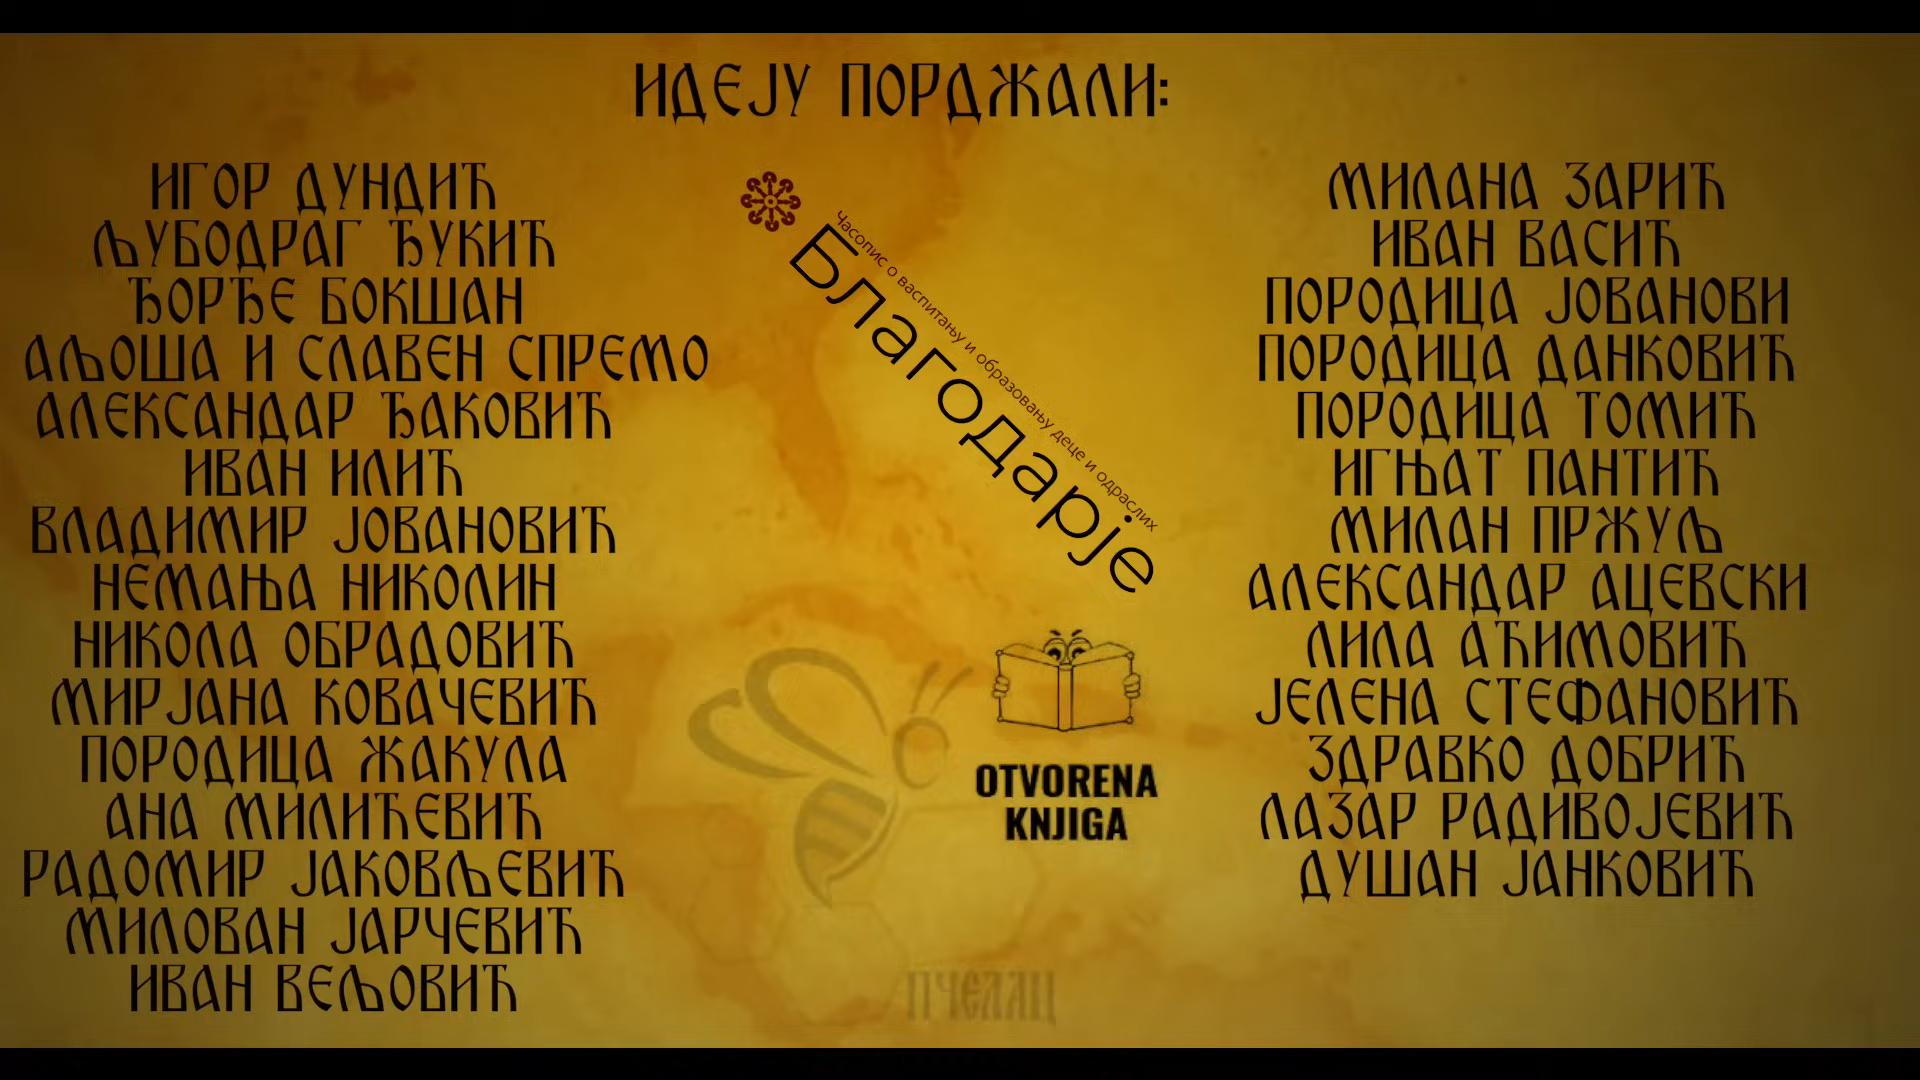 ИДЕЈУ ПОРДЖАЛИ:
ИГОР ДУНДИЋ
ЉУБОДРАГ ЂУКИЋ
ЂОРЂЕ БОКШАН
АЉОША И СЛАВЕН СПРЕМО
АЛЕКСАНДАР ЂАКОВИЋ
ИВАН ИЛИЋ
ВЛАДИМИР ЈОВАНОВИЋ
НЕМАЊА НИКОЛИН
НИКОЛА ОБРАДОВИЋ
МИРЈАНА КОВАЧЕВИЋ
ПОРОДИЦА ЖАКУЛА
АНА МИЛИЋЕВИЋ
РАДОМИР ЈАКОВЉЕВИЋ
МИЛОВАН ЈАРЧЕВИЋ
ИВАН ВЕЉОВИЋ
Часопис о васпитању и образовању деце и одраслих
Благодарје
OTVORENA
KNJIGA
ПЧЕЛАЦ
МИЛАНА ЗАРИЋ
ИВАН ВАСИЋ
ПОРОДИЦА ЈОВАНОВИ
ПОРОДИЦА ДАНКОВИЋ
ПОРОДИЦА ТОМИЋ
ИГЊАТ ПАНТИЋ
МИЛАН ПРЖУЉ
АЛЕКСАНДАР АЦЕВСКИ
ЛИЛА АЋИМОВИЋ
ЈЕЛЕНА СТЕФАНОВИЋ
ЗДРАВКО ДОБРИЋ
ЛАЗАР РАДИВОЈЕВИЋ
ДУШАН ЈАНКОВИЋ